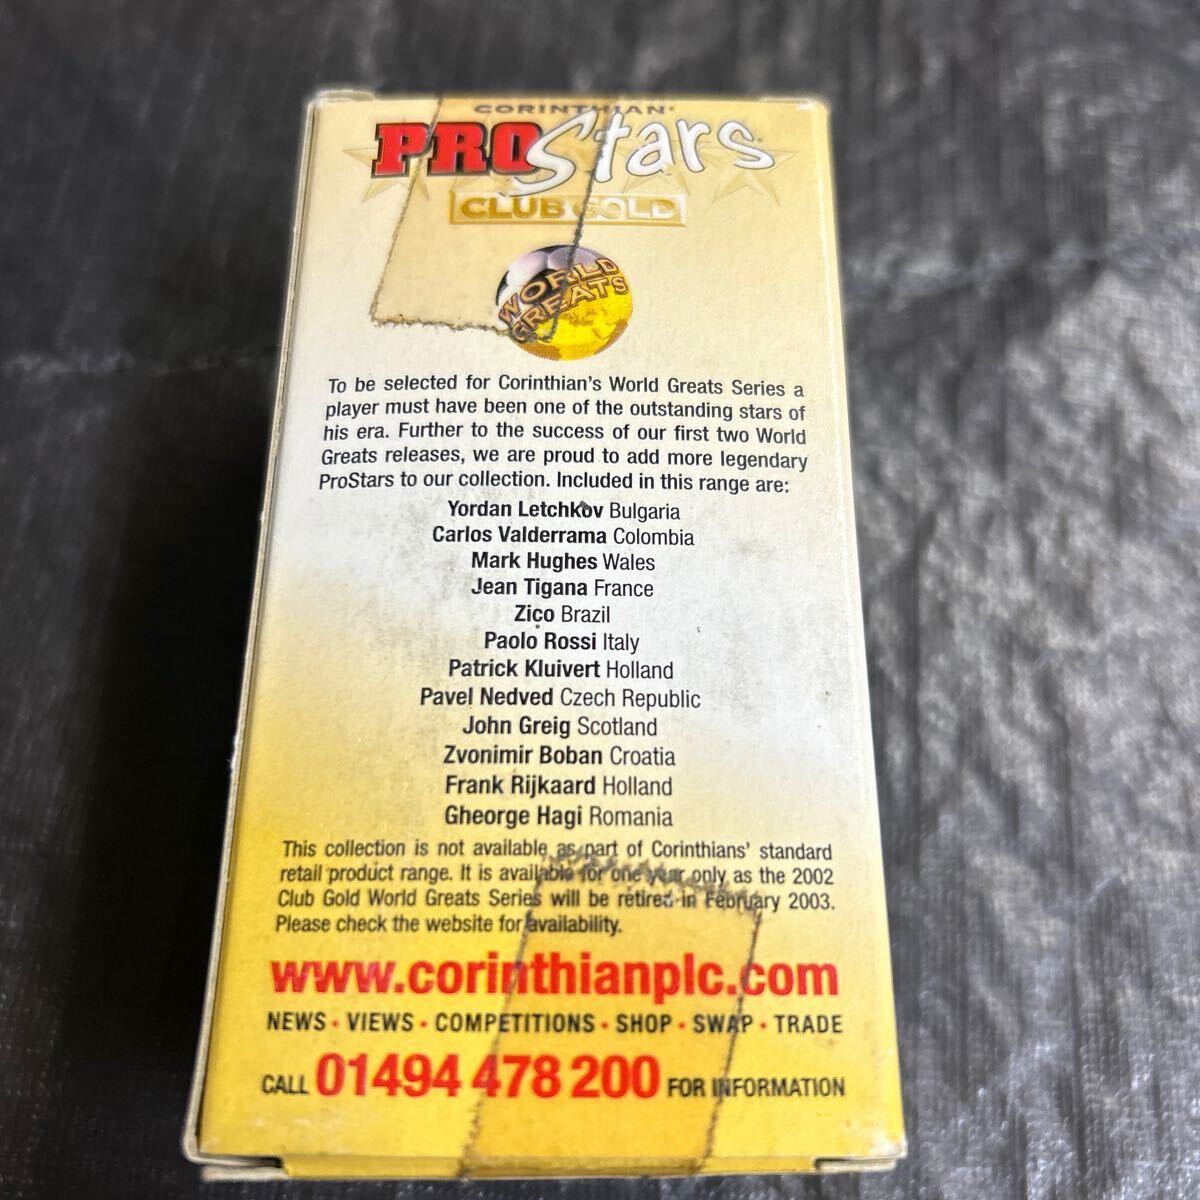 CORINTHIAN
PROStars
CLUB GOLD
WORLD
GREATS
To be selected for Corinthian's World Greats Series a
player must have been one of the outstanding stars of
his era. Further to the success of our first two World
Greats releases, we are proud to add more legendary
ProStars to our collection. Included in this range are:
Yordan Letchkov Bulgaria
Carlos Valderrama Colombia
Mark Hughes Wales
Jean Tigana France
Zico Brazil
Paolo Rossi Italy
Patrick Kluivert Holland
Pavel Nedved Czech Republic
John Greig Scotland
Zvonimir Boban Croatia
Frank Rijkaard Holland
Gheorge Hagi Romania
This collection is not available as part of Corinthians' standard
retail product range. It is available for one year only as the 2002
Club Gold World Greats Series will be retired in February 2003.
Please check the website for availability.
www.corinthianplc.com
NEWS • VIEWS • COMPETITIONS • SHOP • SWAP • TRADE
CALL 01494 478 200 FOR INFORMATION